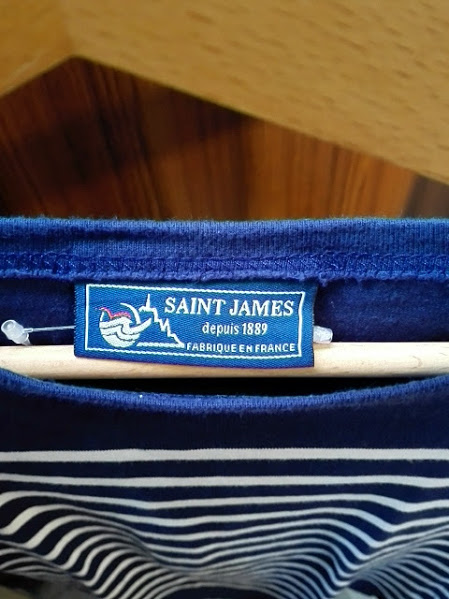 SAINT JAMES
depuis 1889
FABRIQUE EN FRANCE